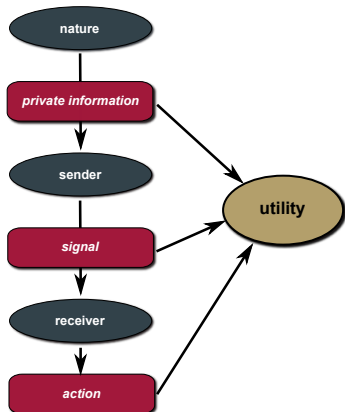 nature
private information
sender
utility
signal
receiver
action